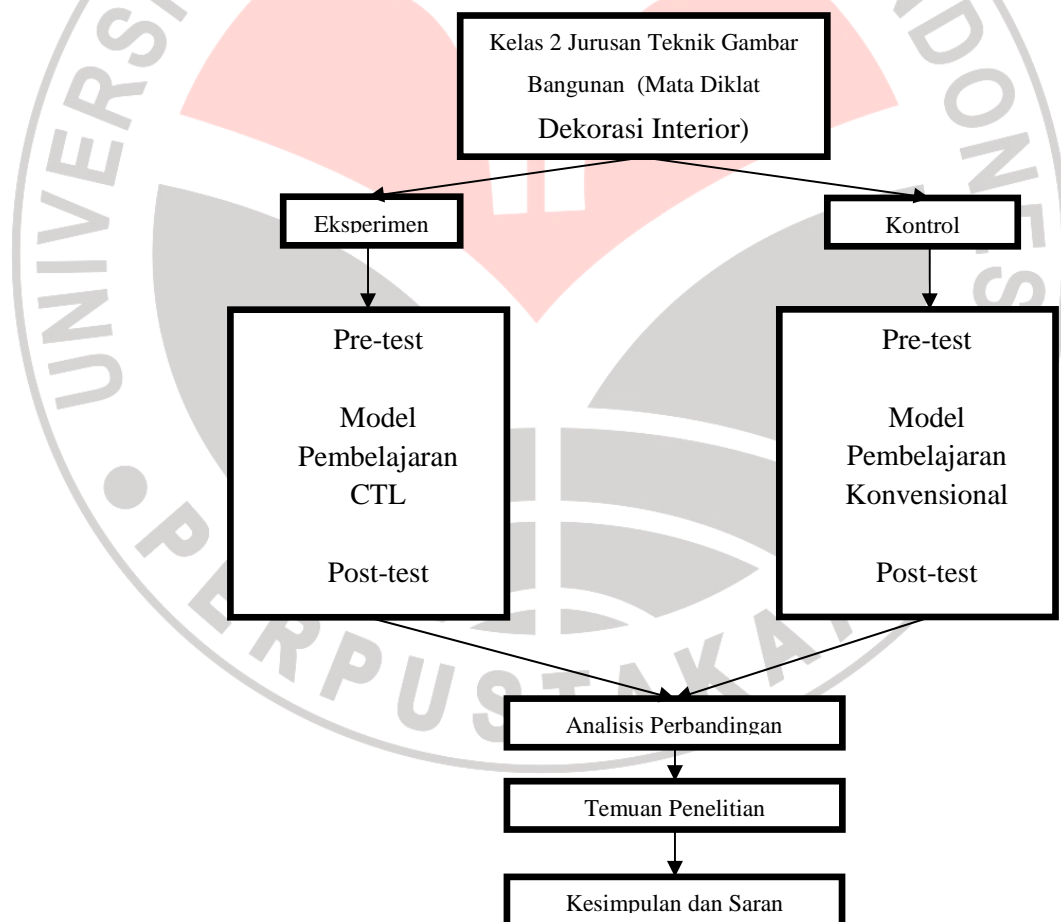 Kelas 2 Jurusan Teknik Gambar
Bangunan (Mata Diklat
Dekorasi Interior)
Eksperimen
Kontrol
Pre-test
Model
Pembelajaran
CTL
Post-test
Pre-test
Model
Pembelajaran
Konvensional
Post-test
Analisis Perbandingan
Temuan Penelitian
Kesimpulan dan Saran
PERPUSTAKA